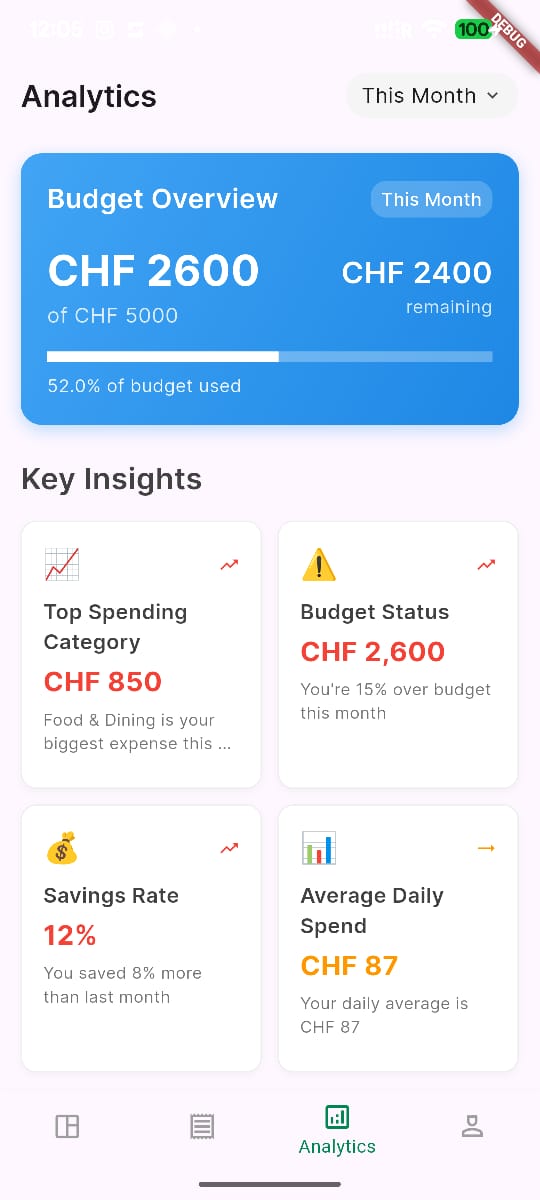 12:05
100
DEBUG
Analytics
This Month
Budget Overview
This Month
CHF 2600
CHF 2400
of CHF 5000
remaining
52.0% of budget used
Key Insights
Top Spending
Category
CHF 850
Food & Dining is your
biggest expense this ...
Budget Status
CHF 2,600
You're 15% over budget
this month
Savings Rate
12%
You saved 8% more
than last month
Average Daily
Spend
CHF 87
Your daily average is
CHF 87
Analytics